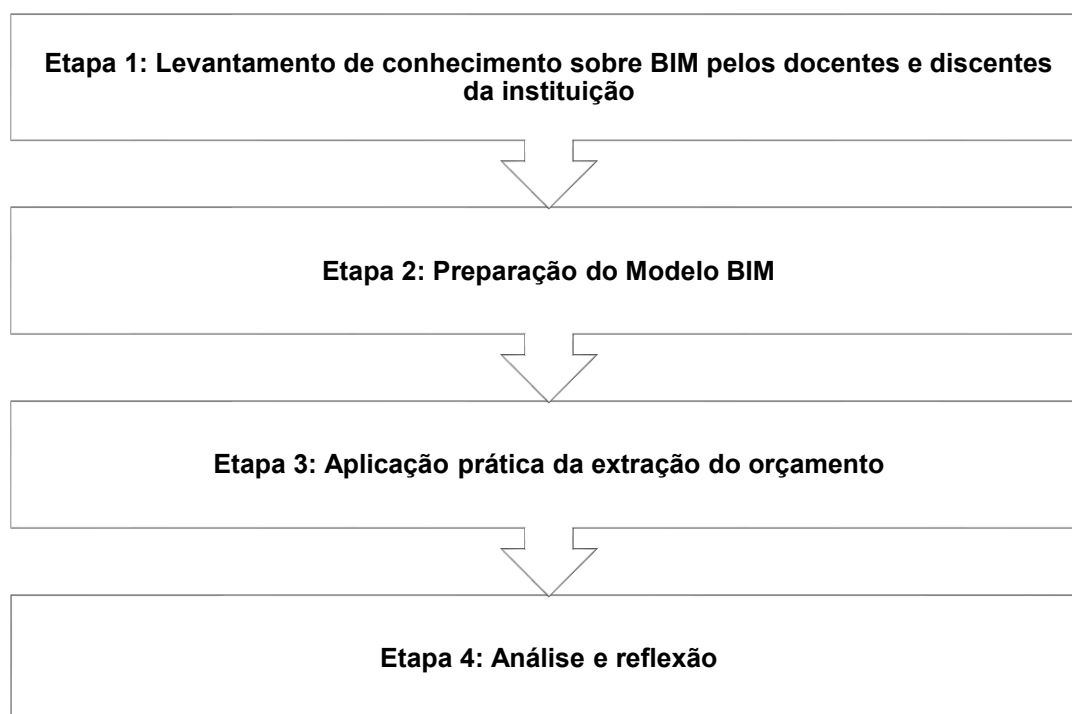 Etapa 1: Levantamento de conhecimento sobre BIM pelos docentes e discentes
da instituição
Etapa 2: Preparação do Modelo BIM
Etapa 3: Aplicação prática da extração do orçamento
Etapa 4: Análise e reflexão